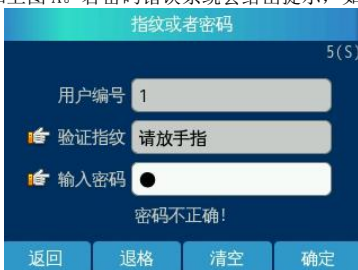 指纹或者密码
5(S)
用户编号 1
验证指纹 请放手指
输入密码 ●
密码不正确!
返回 退格 清空 确定